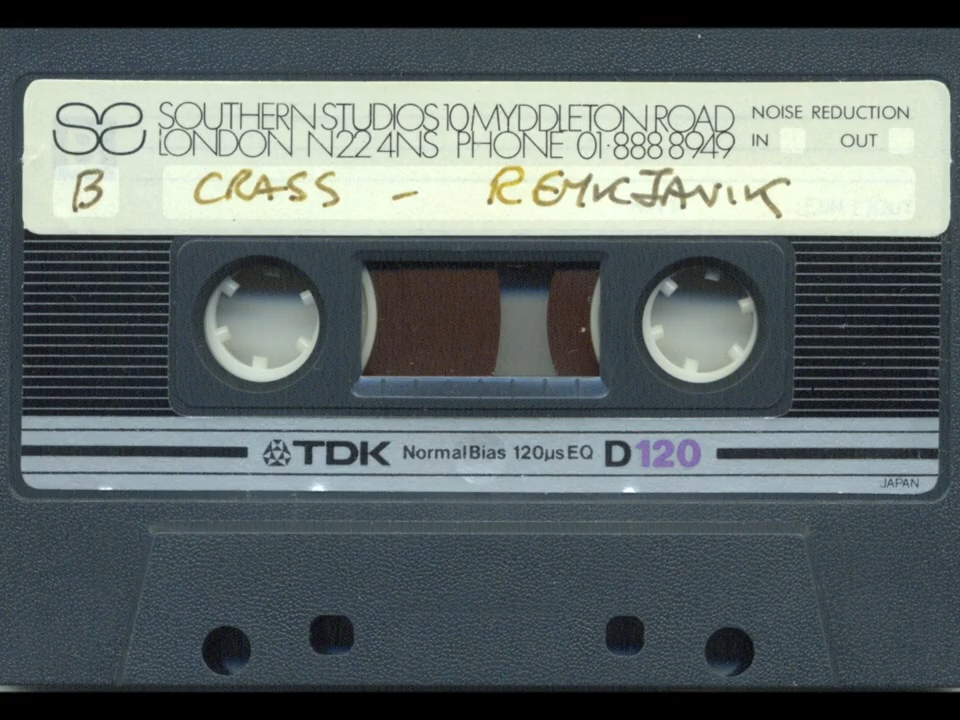 SOUTHERN STUDIOS 10 MYDDLETON ROAD
LONDON N22 4NS PHONE 01·888 8949
NOISE REDUCTION
IN OUT
B CRASS - REYKJAVIK
TDK Normal Bias 120µs EQ D120
JAPAN